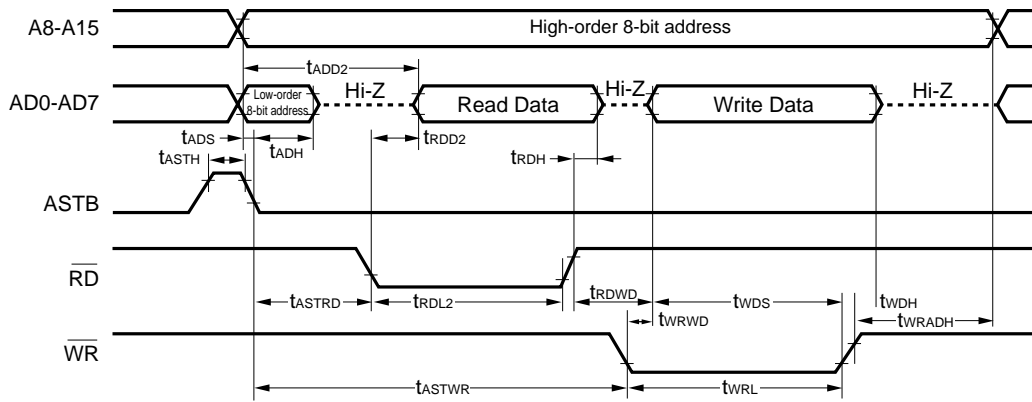 A8-A15
High-order 8-bit address
tADD2
AD0-AD7
Low-order
8-bit address
Hi-Z
Read Data
Hi-Z
Write Data
Hi-Z
tADS
tADH
tRDD2
tASTH
tRDH
ASTB
RD
tASTRD
tRDL2
tRDWD
tWDS
tWDH
tWRWD
tWRADH
WR
tASTWR
tWRL